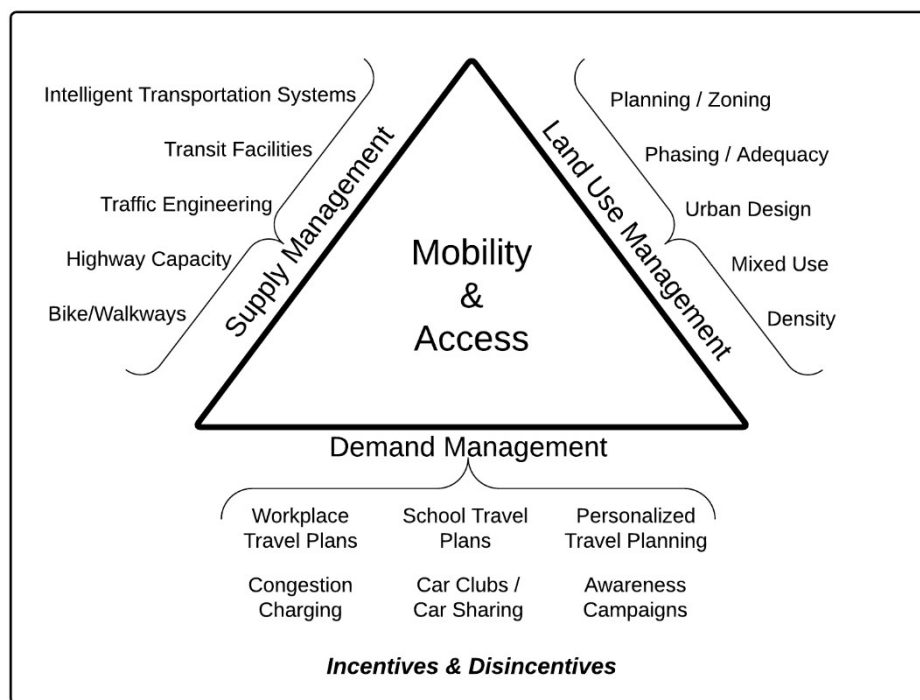 Intelligent Transportation Systems
Transit Facilities
Traffic Engineering
Highway Capacity
Bike/Walkways
Supply Management
Planning / Zoning
Phasing / Adequacy
Urban Design
Mixed Use
Density
Land Use Management
Mobility
&
Access
Demand Management
Workplace
Travel Plans
School Travel
Plans
Personalized
Travel Planning
Congestion
Charging
Car Clubs /
Car Sharing
Awareness
Campaigns
Incentives & Disincentives